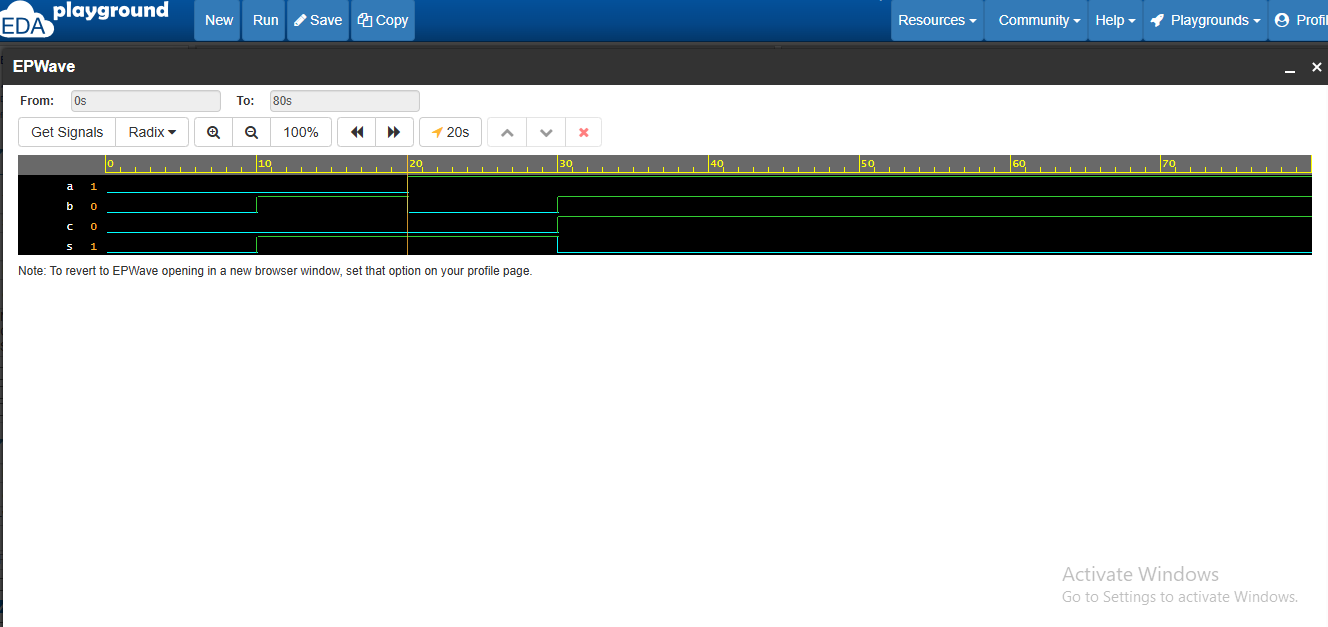 EDA playground New Run Save Copy Resources Community Help Playgrounds Profi
EPWave
From: 0s To: 80s
Get Signals Radix 100% 20s
0 10 20 30 40 50 60 70
a 1
b 0
c 0
s 1
Note: To revert to EPWave opening in a new browser window, set that option on your profile page.
Activate Windows
Go to Settings to activate Windows.